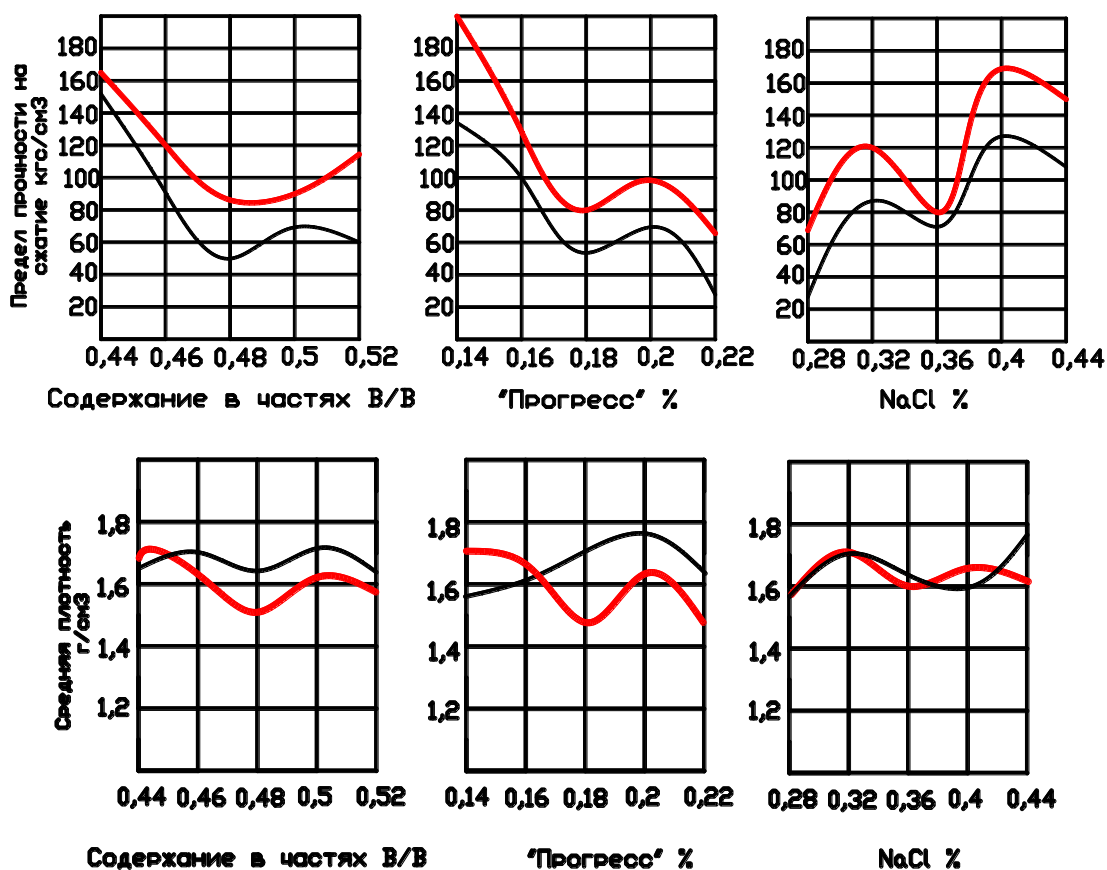 Предел прочности на
сжатие кгс/см3
180
160
140
120
100
80
60
40
20
0,44 0,46 0,48 0,5 0,52
Содержание в частях В/В
180
160
140
120
100
80
60
40
20
0,14 0,16 0,18 0,2 0,22
"Прогресс" %
180
160
140
120
100
80
60
40
20
0,28 0,32 0,36 0,4 0,44
NaCl %
Средняя плотность
г/см3
1,8
1,6
1,4
1,2
0,44 0,46 0,48 0,5 0,52
Содержание в частях В/В
1,8
1,6
1,4
1,2
0,14 0,16 0,18 0,2 0,22
"Прогресс" %
1,8
1,6
1,4
1,2
0,28 0,32 0,36 0,4 0,44
NaCl %